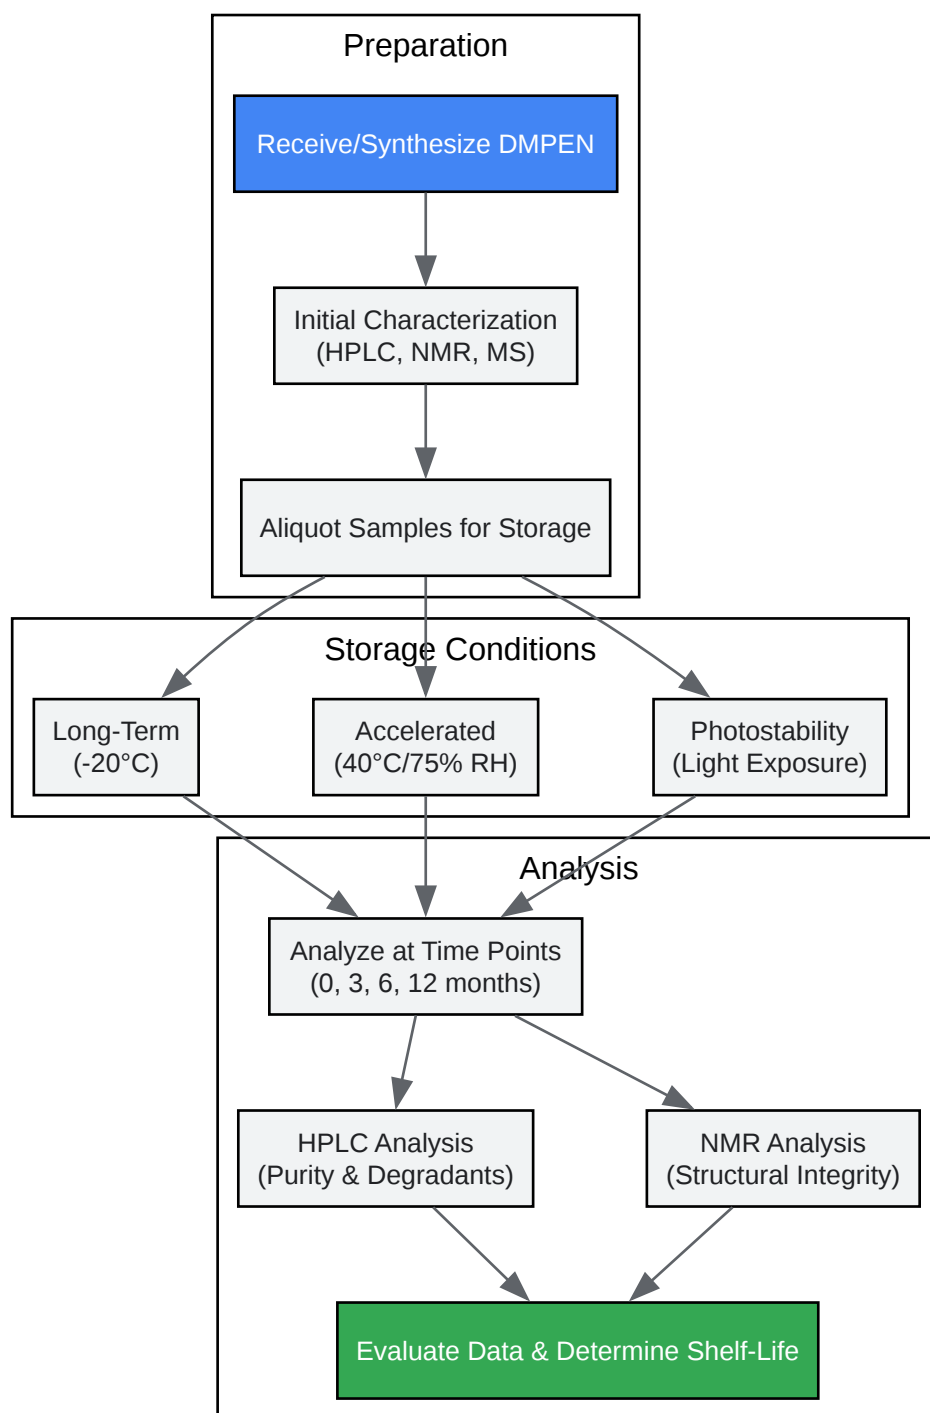 Preparation
Receive/Synthesize DMPEN
Initial Characterization
(HPLC, NMR, MS)
Aliquot Samples for Storage
Storage Conditions
Long-Term
(-20°C)
Accelerated
(40°C/75% RH)
Photostability
(Light Exposure)
Analysis
Analyze at Time Points
(0, 3, 6, 12 months)
HPLC Analysis
(Purity & Degradants)
NMR Analysis
(Structural Integrity)
Evaluate Data & Determine Shelf-Life